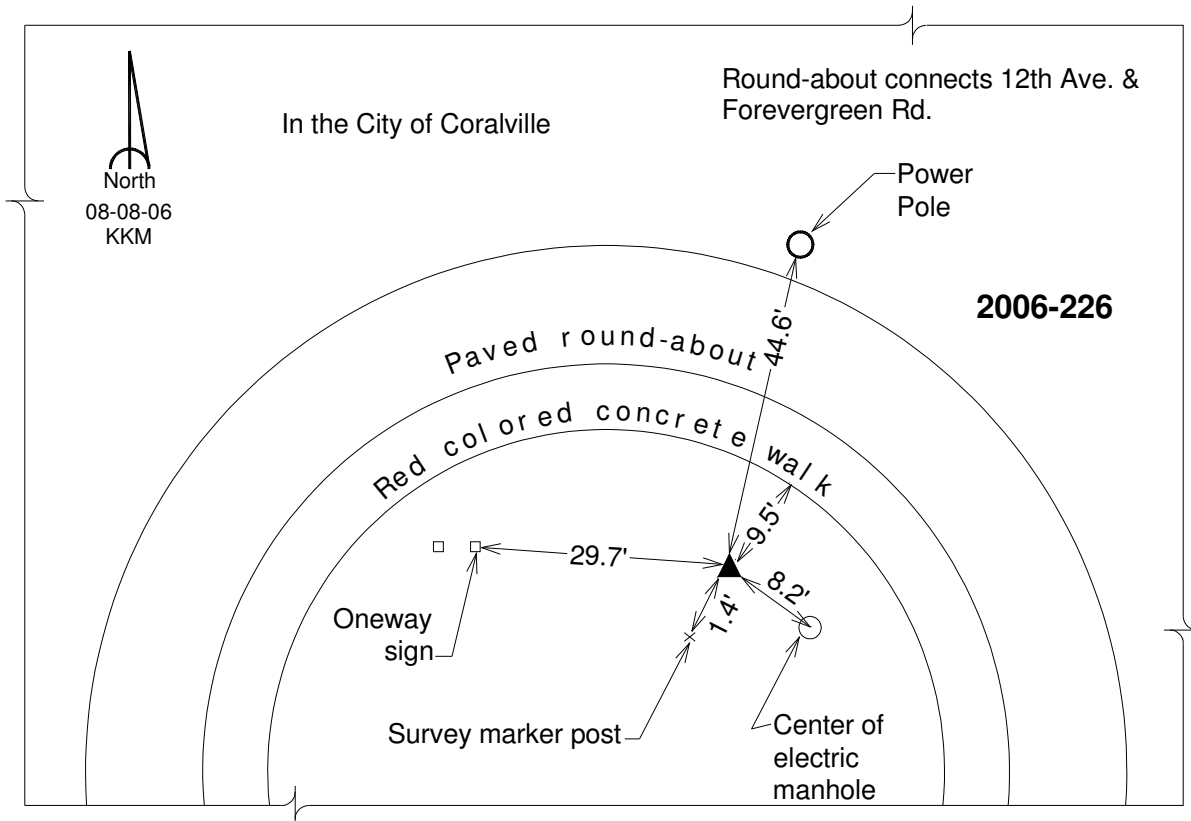 Round-about connects 12th Ave. &
Forevergreen Rd.
In the City of Coralville
North
08-08-06
KKM
Power
Pole
2006-226
44.6'
Paved round-about
Red colored concrete walk
9.5'
29.7'
8.2'
1.4'
Oneway
sign
Survey marker post
Center of
electric
manhole